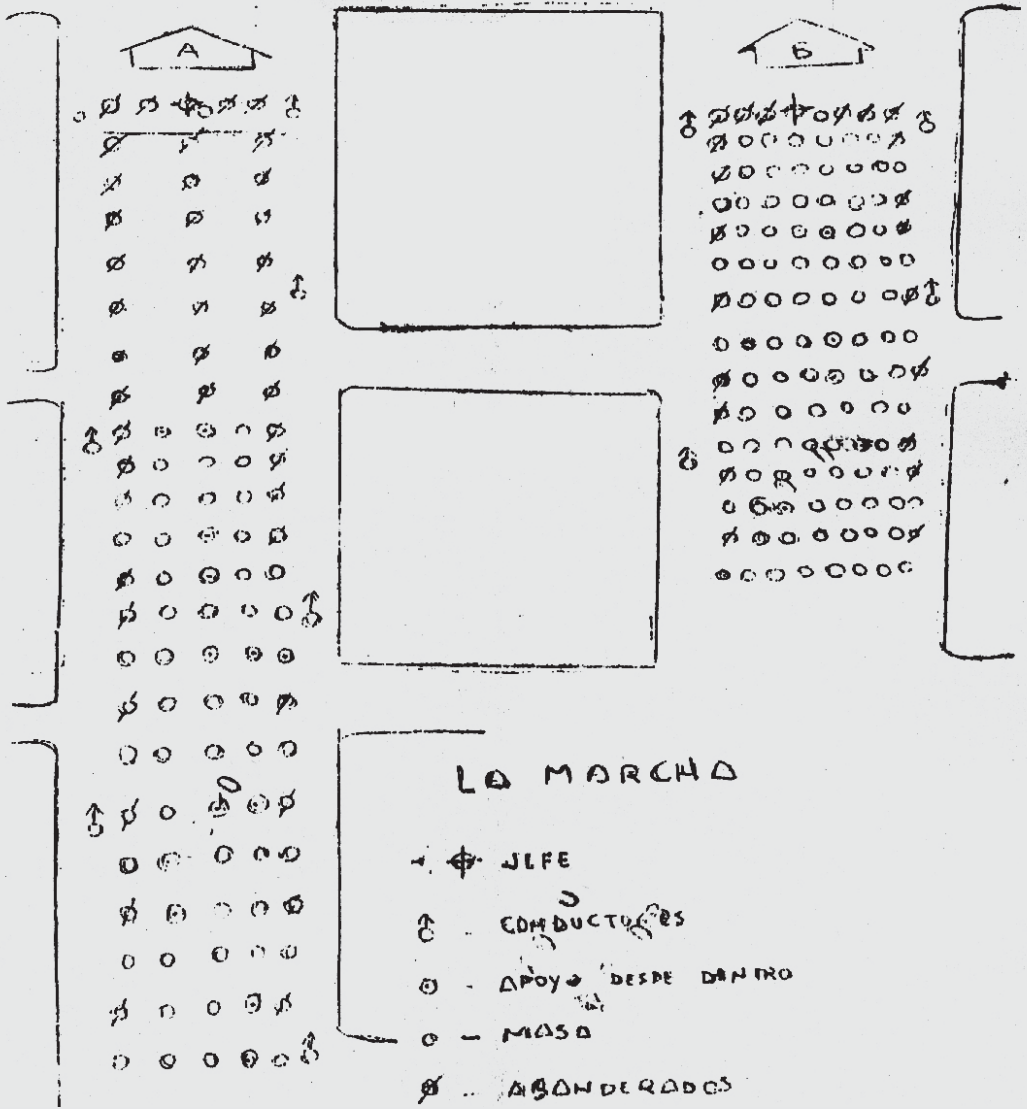 A
B
LA MARCHA
JEFE
CONDUCTORES
APOYO DESDE DENTRO
MASA
ABANDERADOS